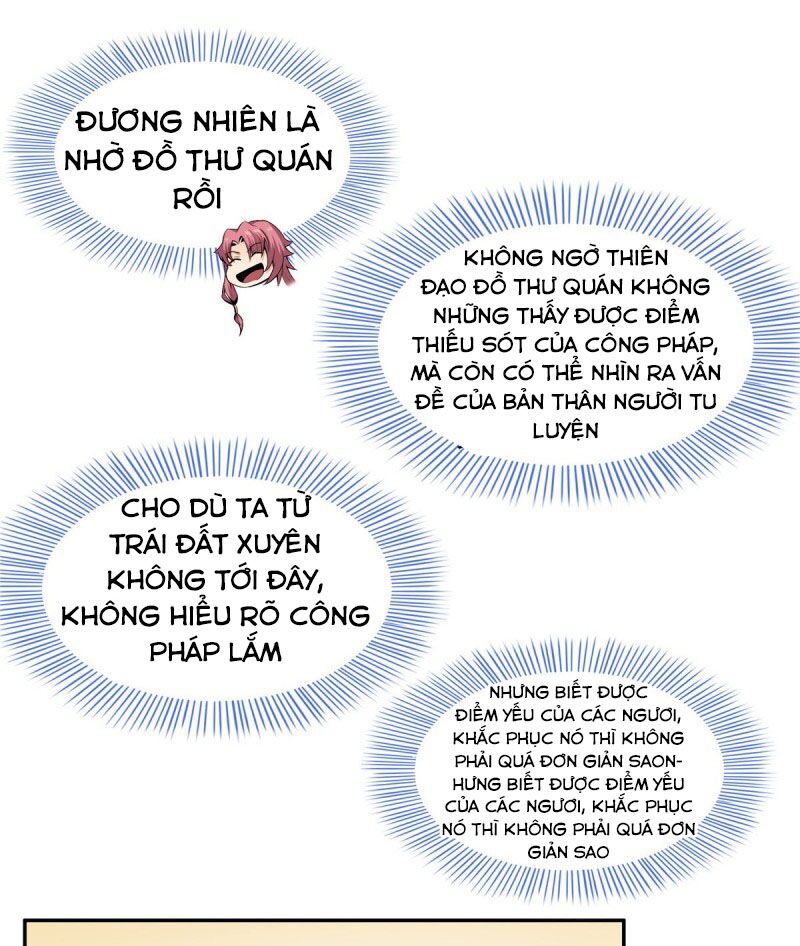 ĐƯƠNG NHIÊN LÀ
NHỜ ĐỒ THƯ QUÁN
RỒI
KHÔNG NGỜ THIÊN
ĐẠO ĐỒ THƯ QUÁN KHÔNG
NHỮNG THẤY ĐƯỢC ĐIỂM
THIẾU SÓT CỦA CÔNG PHÁP,
MÀ CÒN CÓ THỂ NHÌN RA VẤN
ĐỀ CỦA BẢN THÂN NGƯỜI TU
LUYỆN
CHO DÙ TA TỪ
TRÁI ĐẤT XUYÊN
KHÔNG TỚI ĐÂY,
KHÔNG HIỂU RÕ CÔNG
PHÁP LẮM
NHƯNG BIẾT ĐƯỢC
ĐIỂM YẾU CỦA CÁC NGƯƠI,
KHẮC PHỤC NÓ THÌ KHÔNG
PHẢI QUÁ ĐƠN GIẢN SAON-
HƯNG BIẾT ĐƯỢC ĐIỂM YẾU
CỦA CÁC NGƯƠI, KHẮC PHỤC
NÓ THÌ KHÔNG PHẢI QUÁ ĐƠN
GIẢN SAO